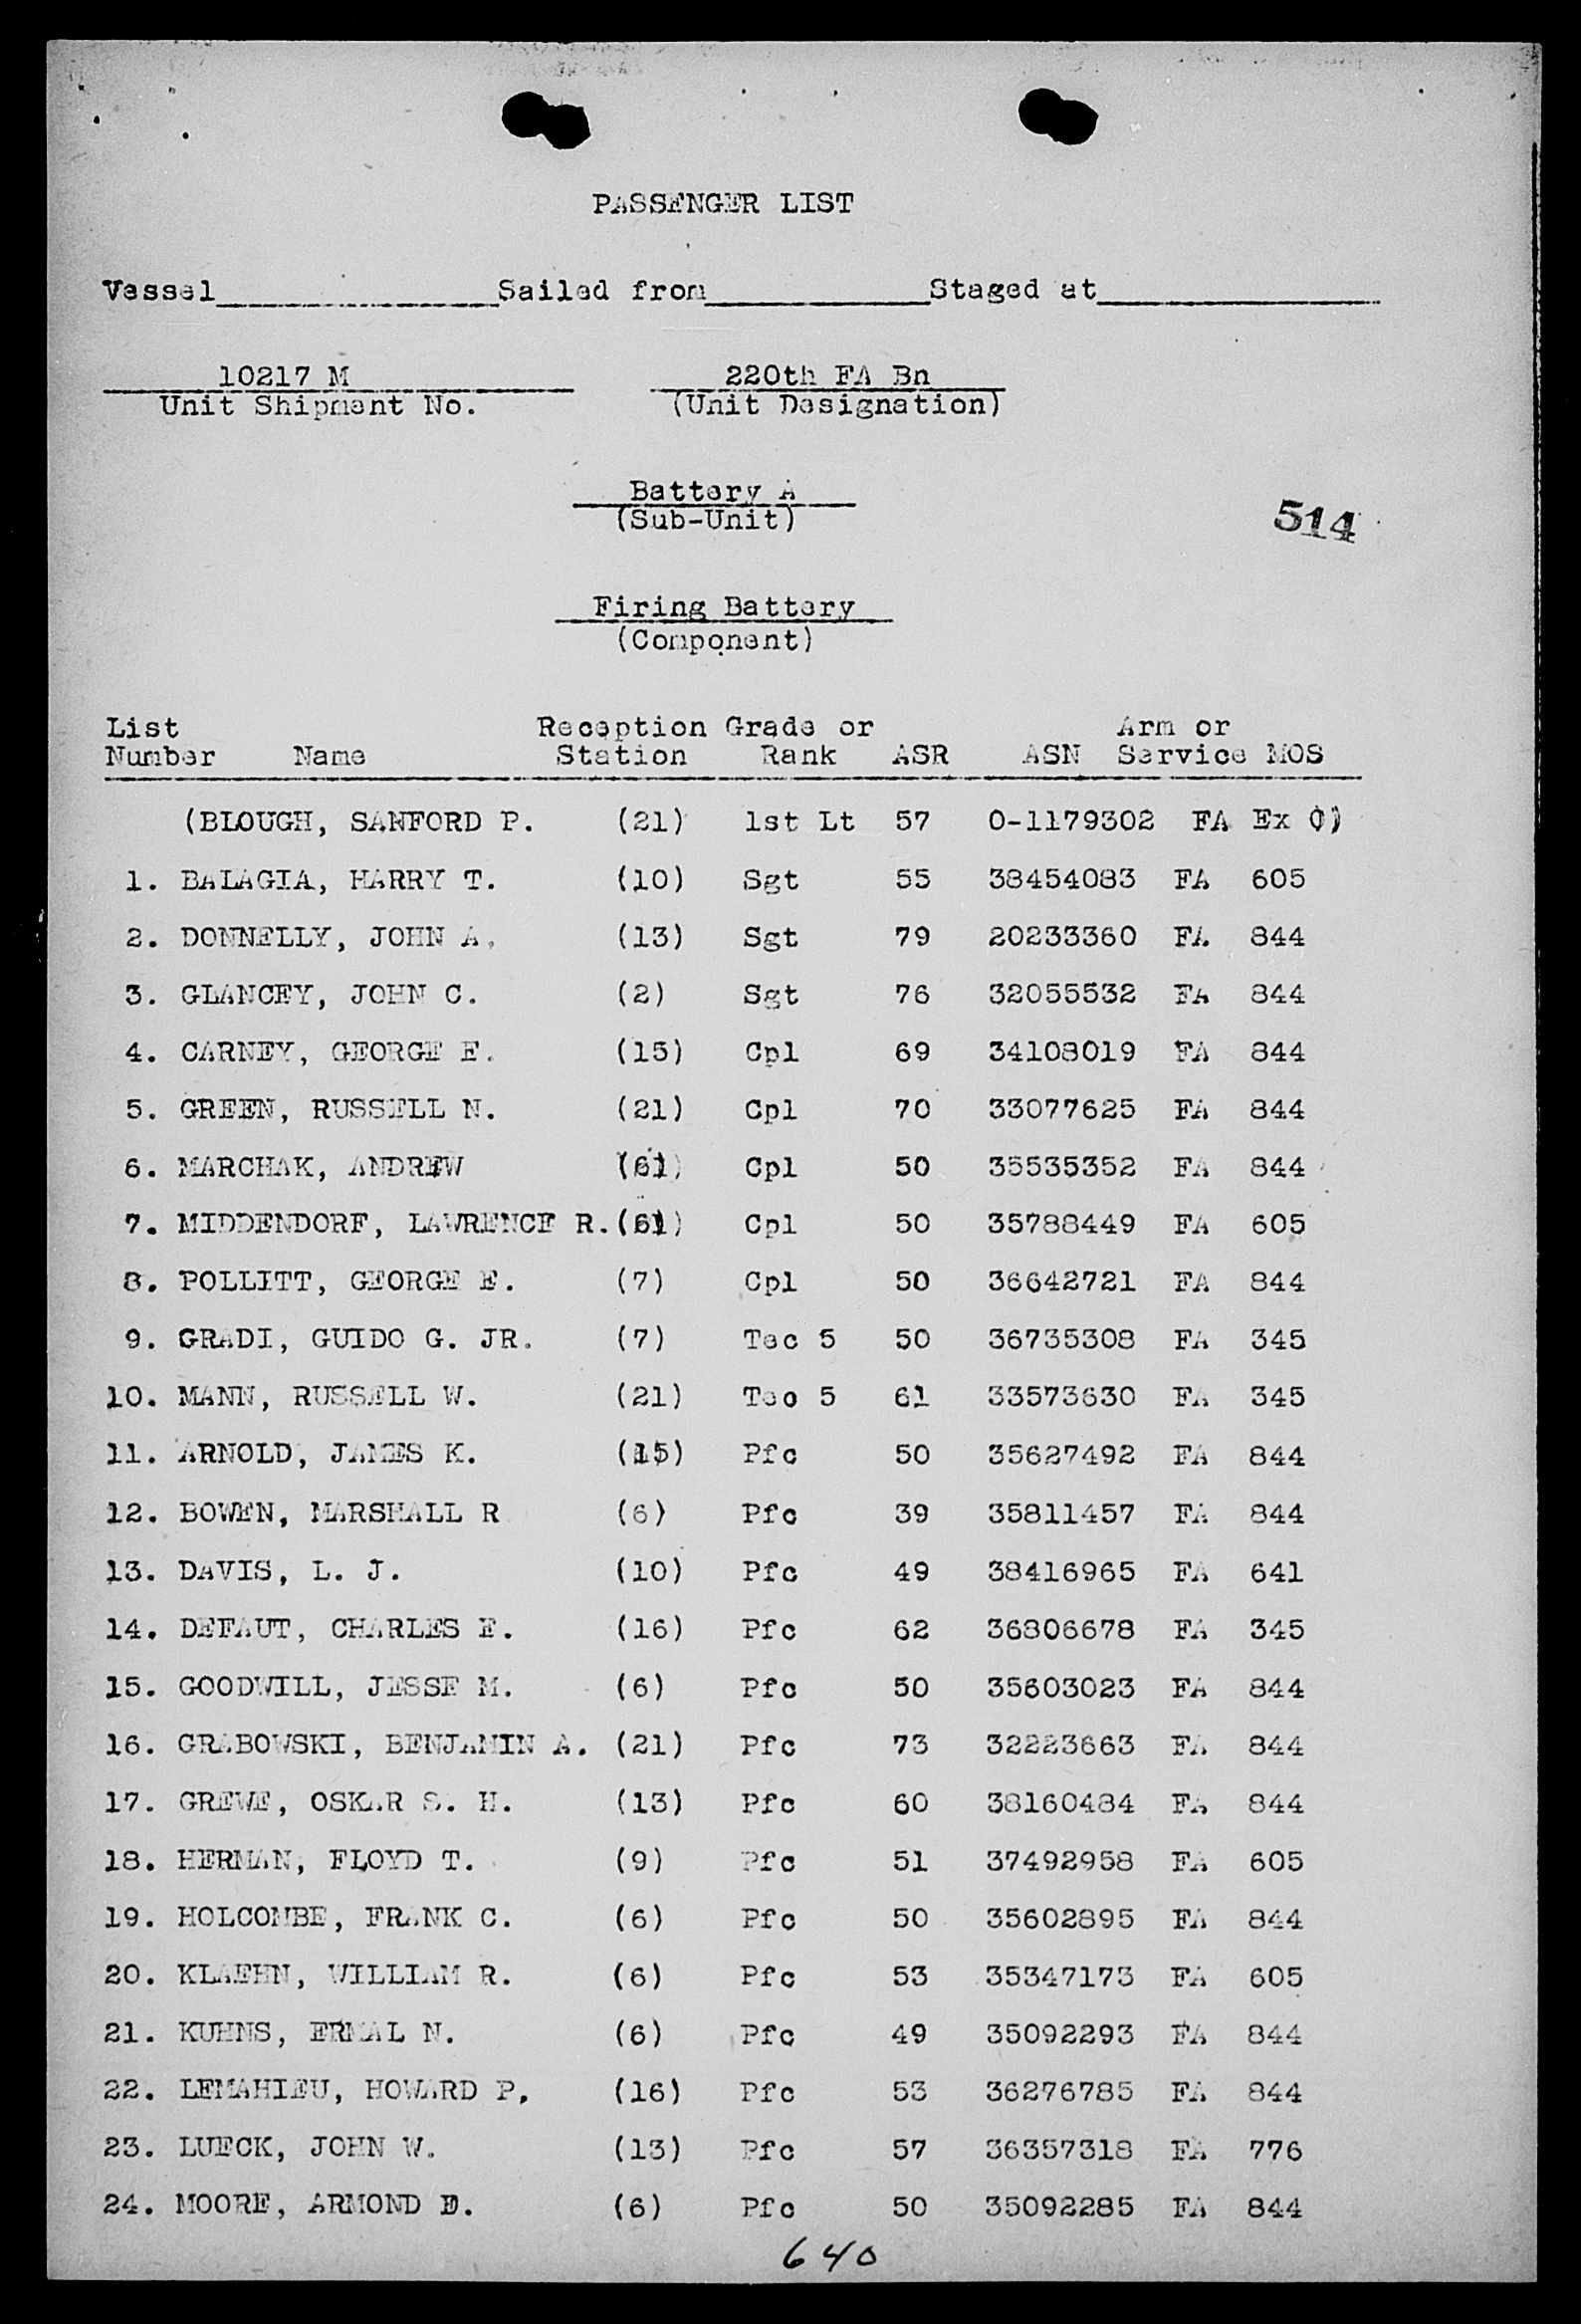 PASSENGER LIST
Vessel____________Sailed from____________Staged at____________
10217 M 220th FA Bn
Unit Shipment No. (Unit Designation)
Battery A
(Sub-Unit)
514
Firing Battery
(Component)
List Reception Grade or Arm or
Number Name Station Rank ASR ASN Service MOS
(BLOUGH, SANFORD P. (21) 1st Lt 57 O-1179302 FA Ex 0)
1. BALAGIA, HARRY T. (10) Sgt 55 38454083 FA 605
2. DONNELLY, JOHN A. (13) Sgt 79 20233360 FA 844
3. GLANCEY, JOHN C. (2) Sgt 76 32055532 FA 844
4. CARNEY, GEORGE E. (15) Cpl 69 34108019 FA 844
5. GREEN, RUSSELL N. (21) Cpl 70 33077625 FA 844
6. MARCHAK, ANDREW Cpl 50 35535352 FA 844
7. MIDDENDORF, LAWRENCE R. Cpl 50 35788449 FA 605
8. POLLITT, GEORGE E. (7) Cpl 50 36642721 FA 844
9. GRADI, GUIDO G. JR. (7) Tec 5 50 36735308 FA 345
10. MANN, RUSSELL W. (21) Tec 5 61 33573630 FA 345
11. ARNOLD, JAMES K. (15) Pfc 50 35627492 FA 844
12. BOWEN, MARSHALL R (6) Pfc 39 35811457 FA 844
13. DAVIS, L. J. (10) Pfc 49 38416965 FA 641
14. DEFAUT, CHARLES E. (16) Pfc 62 36806678 FA 345
15. GOODWILL, JESSE M. (6) Pfc 50 35603023 FA 844
16. GRABOWSKI, BENJAMIN A. (21) Pfc 73 32223663 FA 844
17. GREWE, OSKAR S. H. (13) Pfc 60 38160484 FA 844
18. HERMAN, FLOYD T. (9) Pfc 51 37492958 FA 605
19. HOLCOMBE, FRANK C. (6) Pfc 50 35602895 FA 844
20. KLAEHN, WILLIAM R. (6) Pfc 53 35347173 FA 605
21. KUHNS, ERMAL N. (6) Pfc 49 35092293 FA 844
22. LEMAHIEU, HOWARD P. (16) Pfc 53 36276785 FA 844
23. LUECK, JOHN W. (13) Pfc 57 36357318 FA 776
24. MOORE, ARMOND E. (6) Pfc 50 35092285 FA 844
640